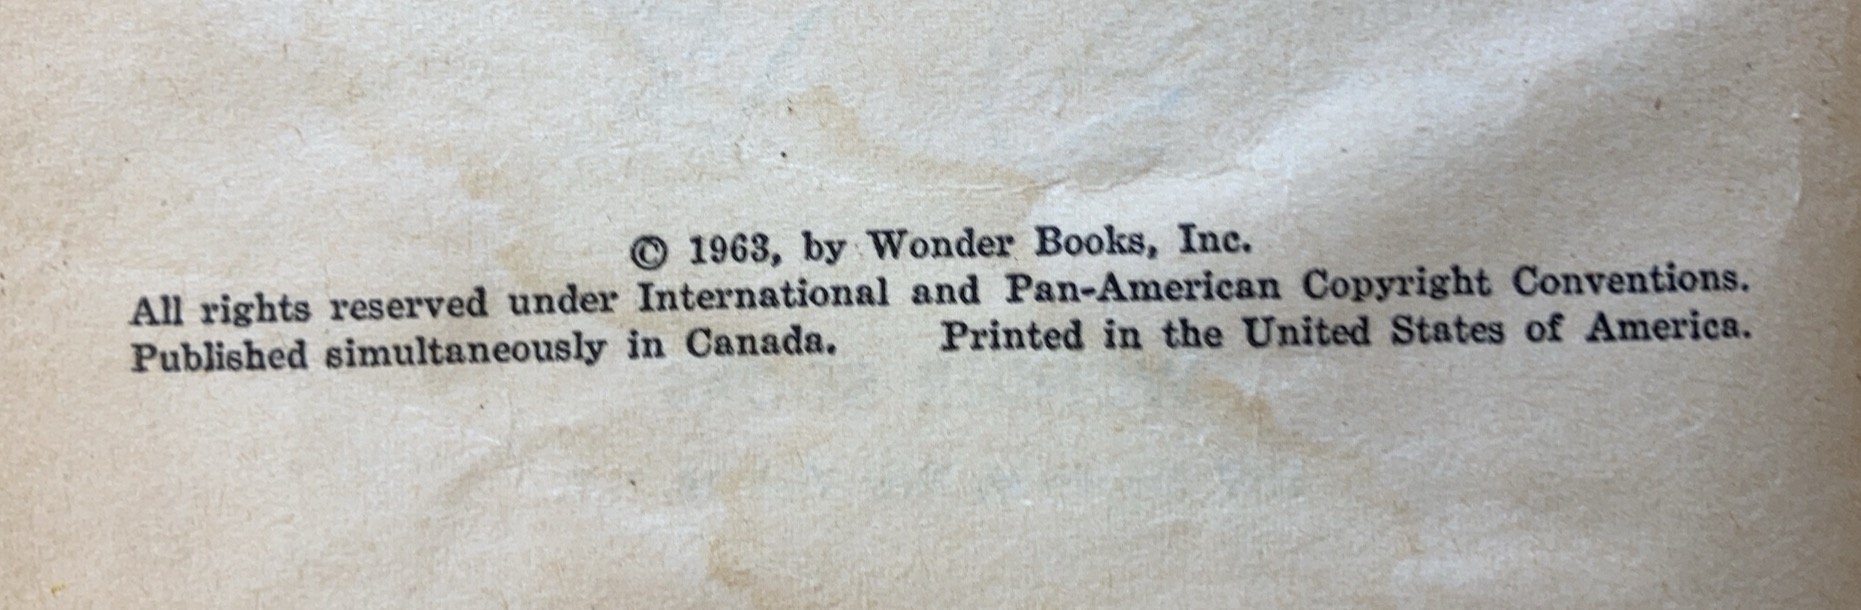 © 1963, by Wonder Books, Inc.
All rights reserved under International and Pan-American Copyright Conventions.
Published simultaneously in Canada. Printed in the United States of America.